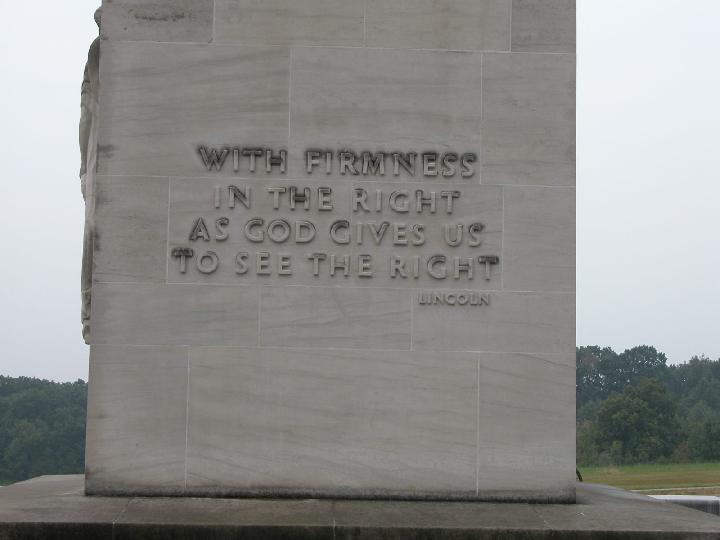 WITH FIRMNESS
IN THE RIGHT
AS GOD GIVES US
TO SEE THE RIGHT
LINCOLN